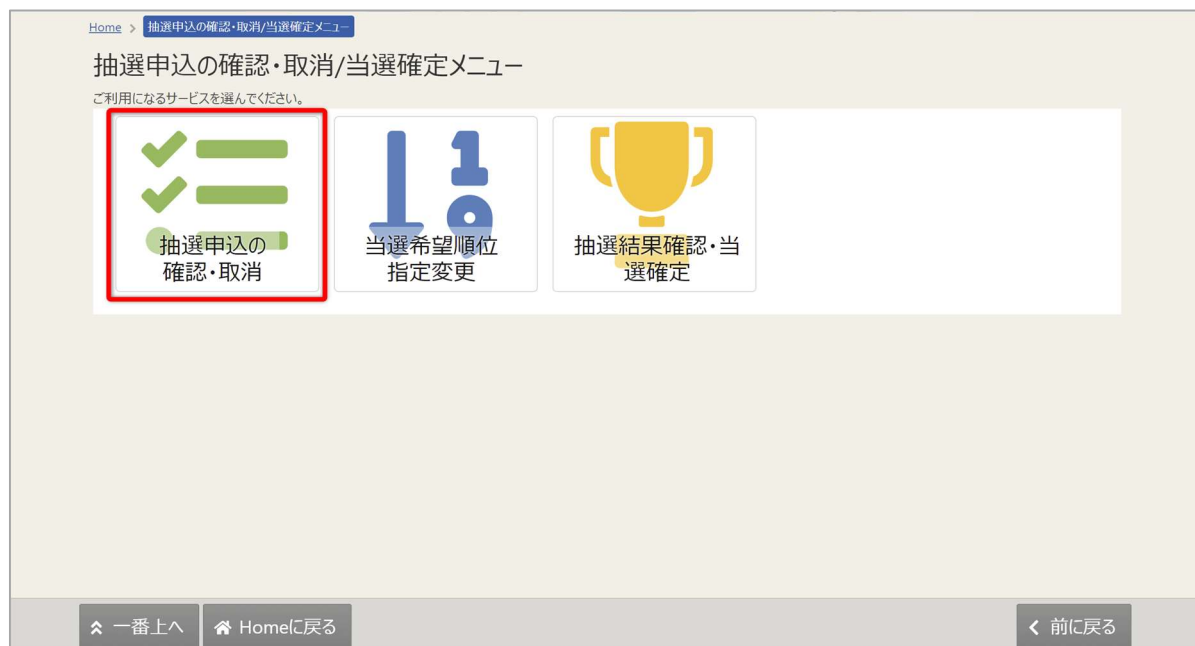 Home > 抽選申込の確認・取消/当選確定メニュー
抽選申込の確認・取消/当選確定メニュー
ご利用になるサービスを選んでください。
抽選申込の
確認・取消
当選希望順位
指定変更
抽選結果確認・当
選確定
一番上へ
Homeに戻る
前に戻る